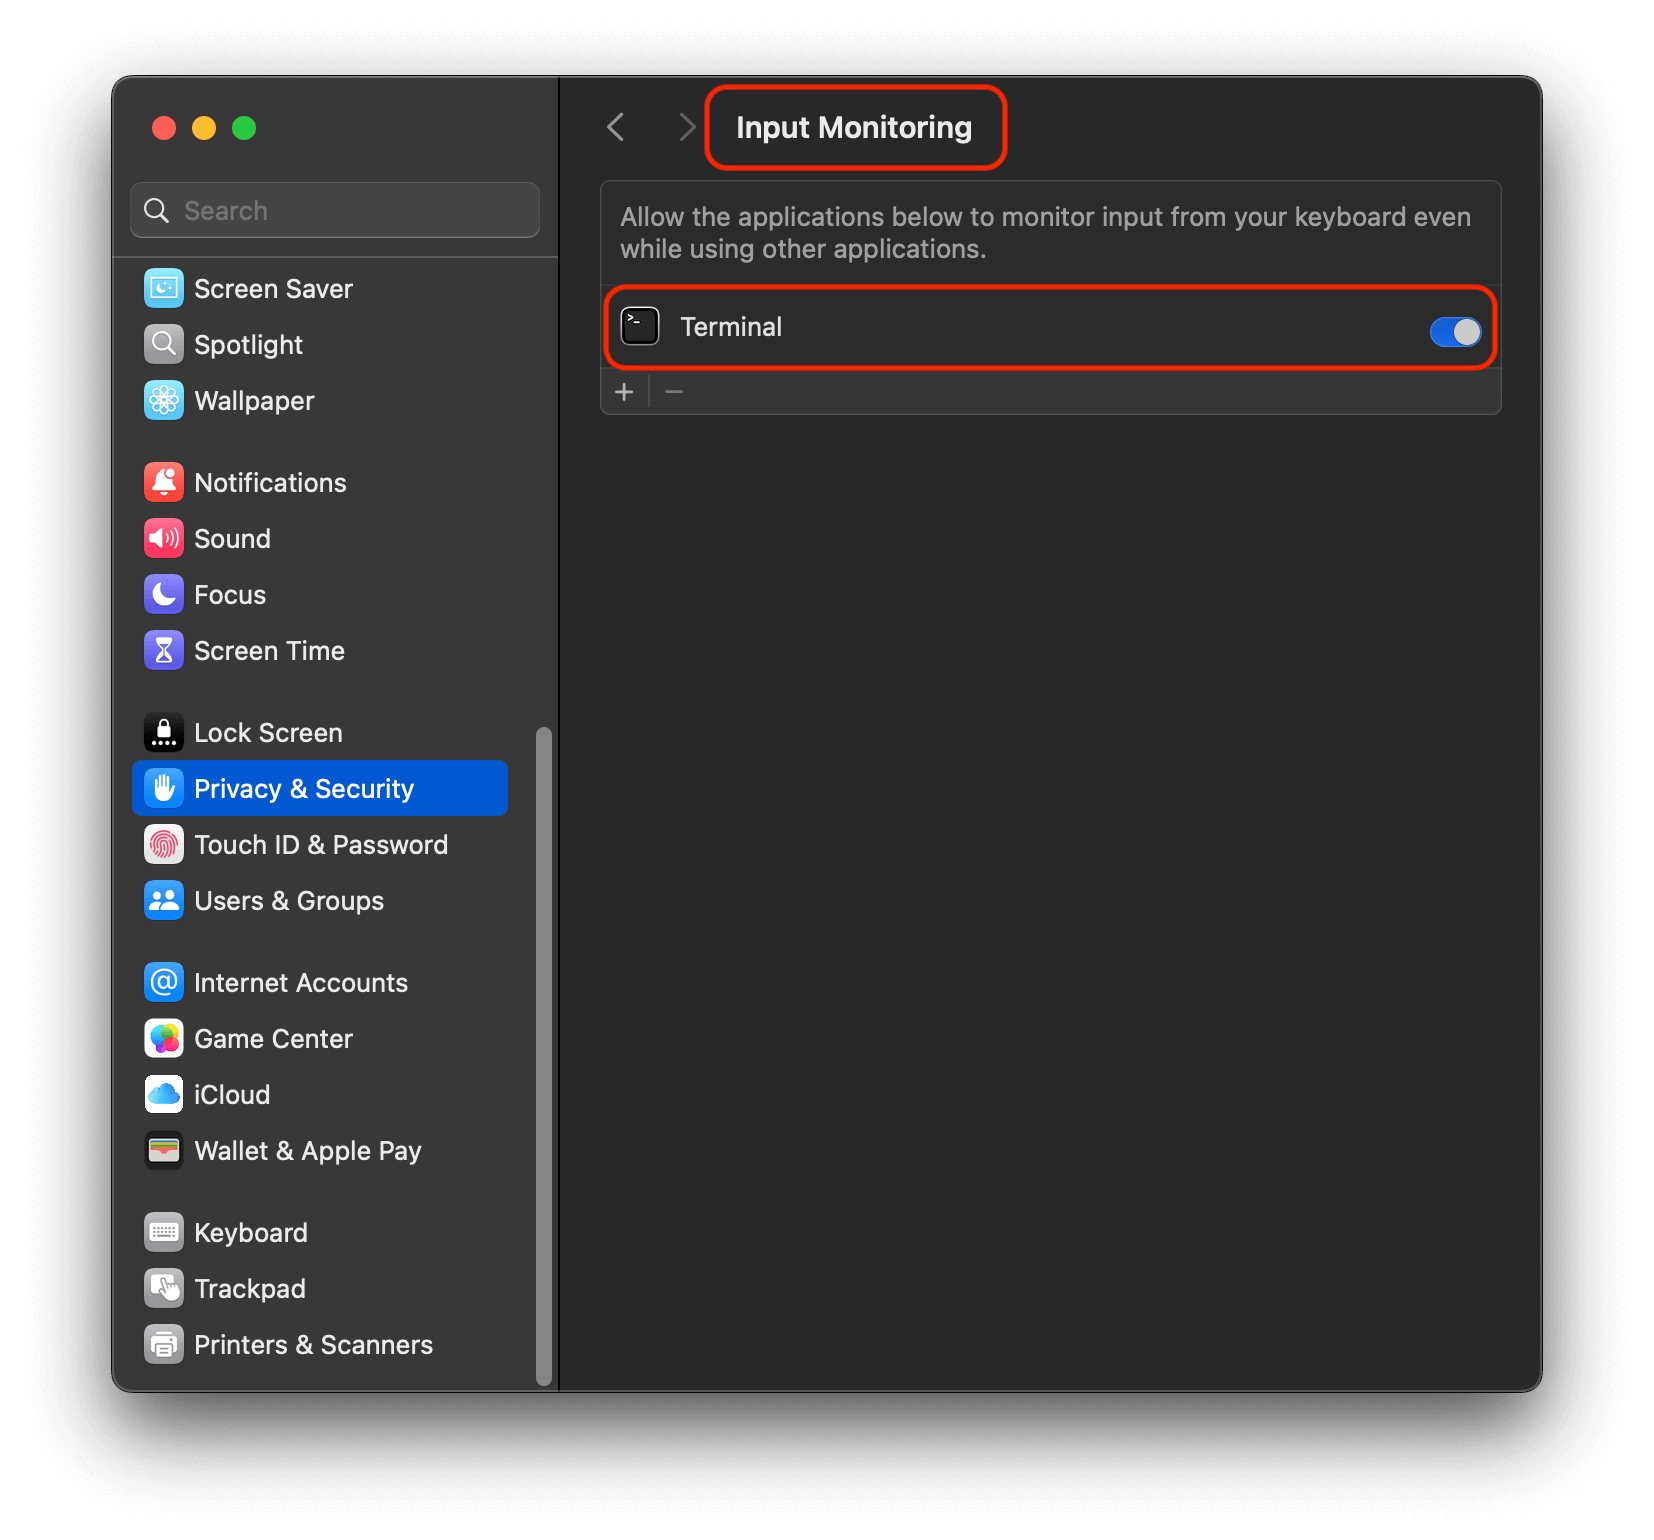 Search
Screen Saver
Spotlight
Wallpaper
Notifications
Sound
Focus
Screen Time
Lock Screen
Privacy & Security
Touch ID & Password
Users & Groups
Internet Accounts
Game Center
iCloud
Wallet & Apple Pay
Keyboard
Trackpad
Printers & Scanners
Input Monitoring
Allow the applications below to monitor input from your keyboard even
while using other applications.
Terminal